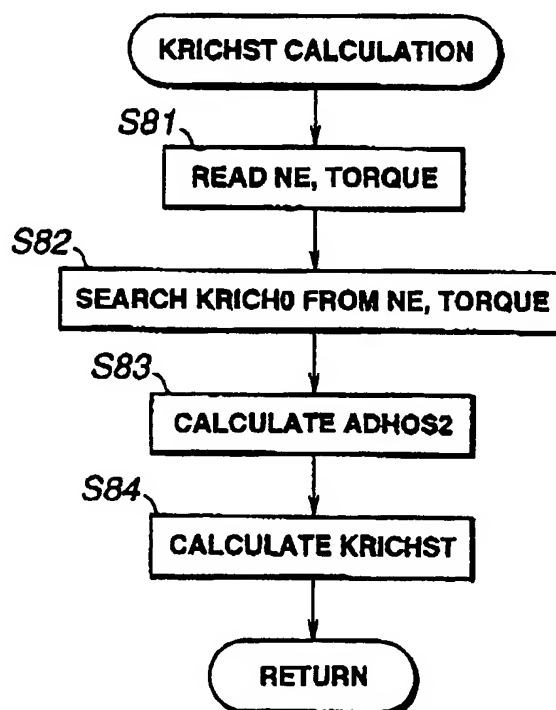 KRICHST CALCULATION
S81
READ NE, TORQUE
S82
SEARCH KRICH0 FROM NE, TORQUE
S83
CALCULATE ADHOS2
S84
CALCULATE KRICHST
RETURN